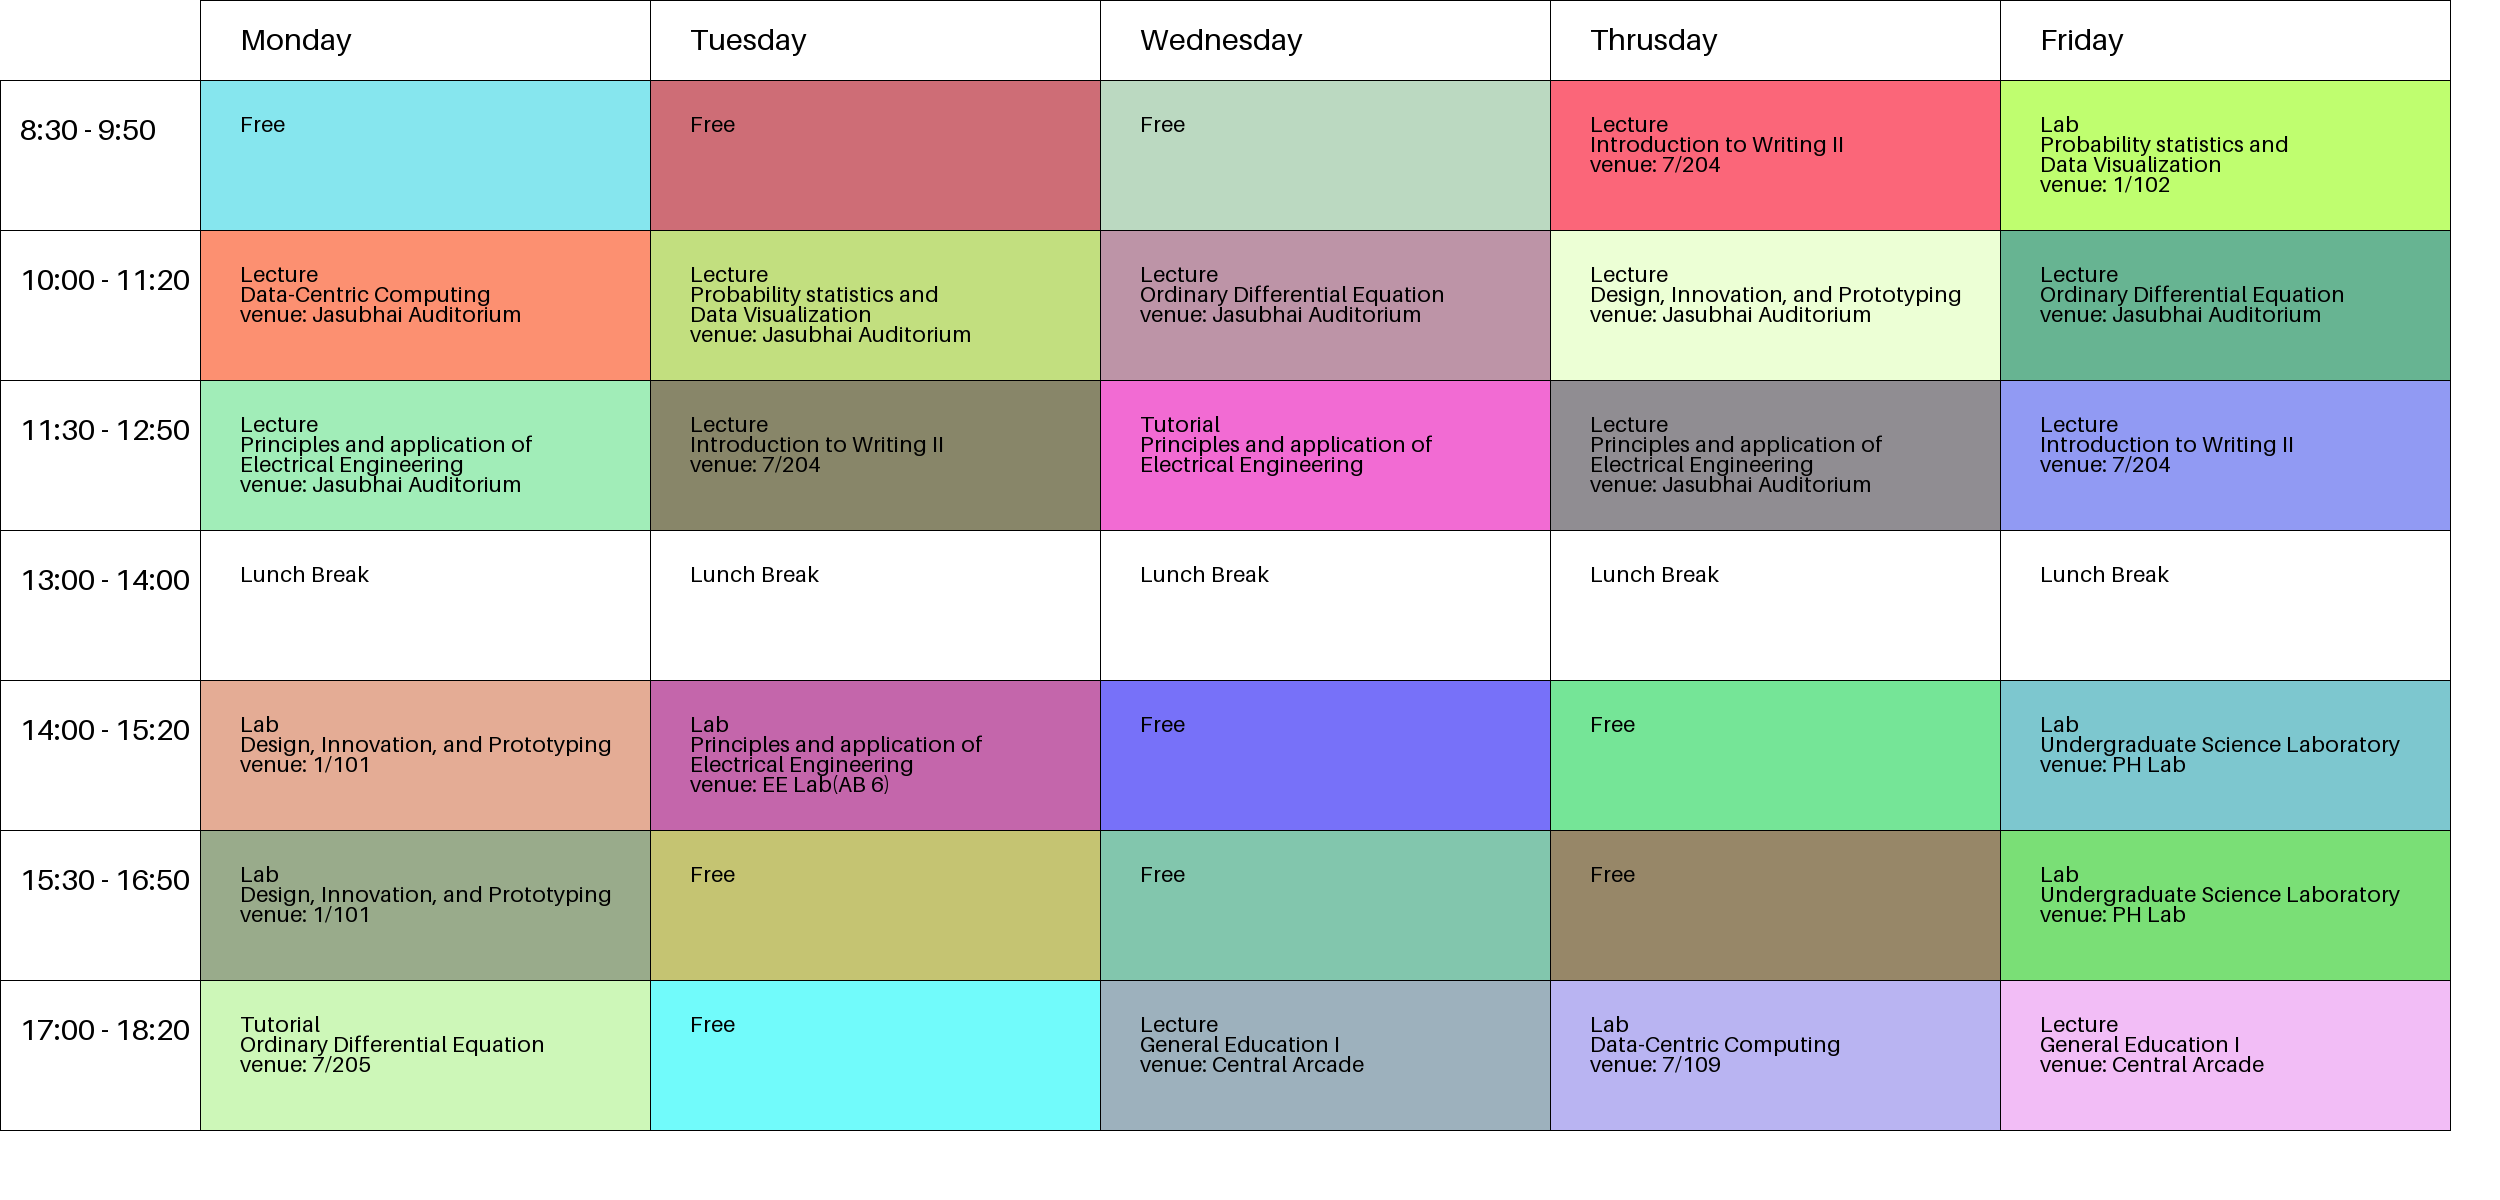 Monday
Tuesday
Wednesday
Thrusday
Friday
8:30 - 9:50
Free
Free
Free
Lecture
Introduction to Writing II
venue: 7/204
Lab
Probability statistics and
Data Visualization
venue: 1/102
10:00 - 11:20
Lecture
Data-Centric Computing
venue: Jasubhai Auditorium
Lecture
Probability statistics and
Data Visualization
venue: Jasubhai Auditorium
Lecture
Ordinary Differential Equation
venue: Jasubhai Auditorium
Lecture
Design, Innovation, and Prototyping
venue: Jasubhai Auditorium
Lecture
Ordinary Differential Equation
venue: Jasubhai Auditorium
11:30 - 12:50
Lecture
Principles and application of
Electrical Engineering
venue: Jasubhai Auditorium
Lecture
Introduction to Writing II
venue: 7/204
Tutorial
Principles and application of
Electrical Engineering
Lecture
Principles and application of
Electrical Engineering
venue: Jasubhai Auditorium
Lecture
Introduction to Writing II
venue: 7/204
13:00 - 14:00
Lunch Break
Lunch Break
Lunch Break
Lunch Break
Lunch Break
14:00 - 15:20
Lab
Design, Innovation, and Prototyping
venue: 1/101
Lab
Principles and application of
Electrical Engineering
venue: EE Lab(AB 6)
Free
Free
Lab
Undergraduate Science Laboratory
venue: PH Lab
15:30 - 16:50
Lab
Design, Innovation, and Prototyping
venue: 1/101
Free
Free
Free
Lab
Undergraduate Science Laboratory
venue: PH Lab
17:00 - 18:20
Tutorial
Ordinary Differential Equation
venue: 7/205
Free
Lecture
General Education I
venue: Central Arcade
Lab
Data-Centric Computing
venue: 7/109
Lecture
General Education I
venue: Central Arcade